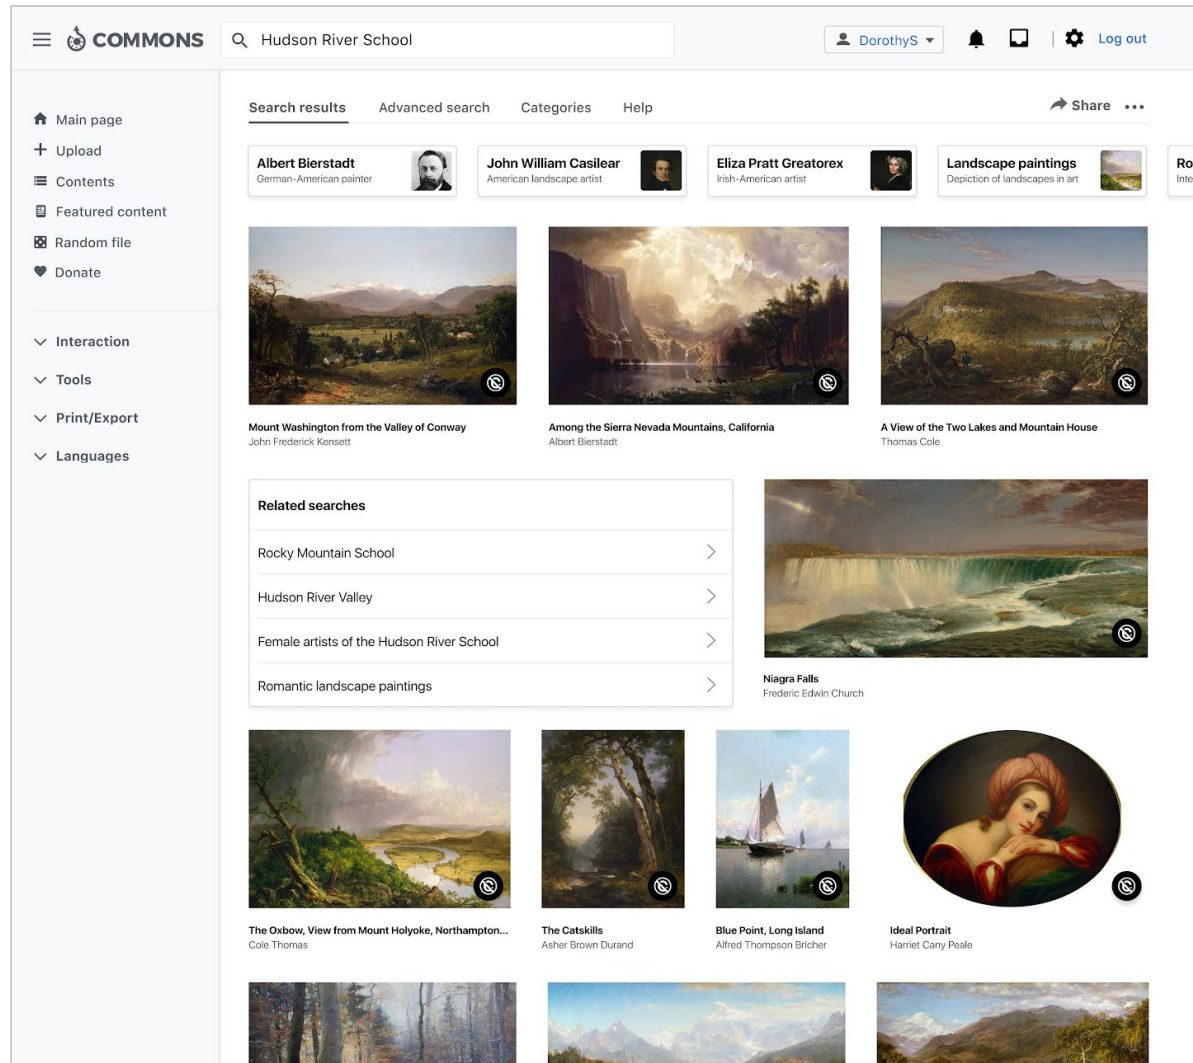 COMMONS
Hudson River School
DorothyS
Log out
Main page
Upload
Contents
Featured content
Random file
Donate
Interaction
Tools
Print/Export
Languages
Search results
Advanced search
Categories
Help
Share
Albert Bierstadt
German-American painter
John William Casilear
American landscape artist
Eliza Pratt Greatorex
Irish-American artist
Landscape paintings
Depiction of landscapes in art
Ro
Inte
Mount Washington from the Valley of Conway
John Frederick Kensett
Among the Sierra Nevada Mountains, California
Albert Bierstadt
A View of the Two Lakes and Mountain House
Thomas Cole
Related searches
Rocky Mountain School
Hudson River Valley
Female artists of the Hudson River School
Romantic landscape paintings
Niagra Falls
Frederic Edwin Church
The Oxbow, View from Mount Holyoke, Northampton...
Cole Thomas
The Catskills
Asher Brown Durand
Blue Point, Long Island
Alfred Thompson Bricher
Ideal Portrait
Harriet Cany Peale